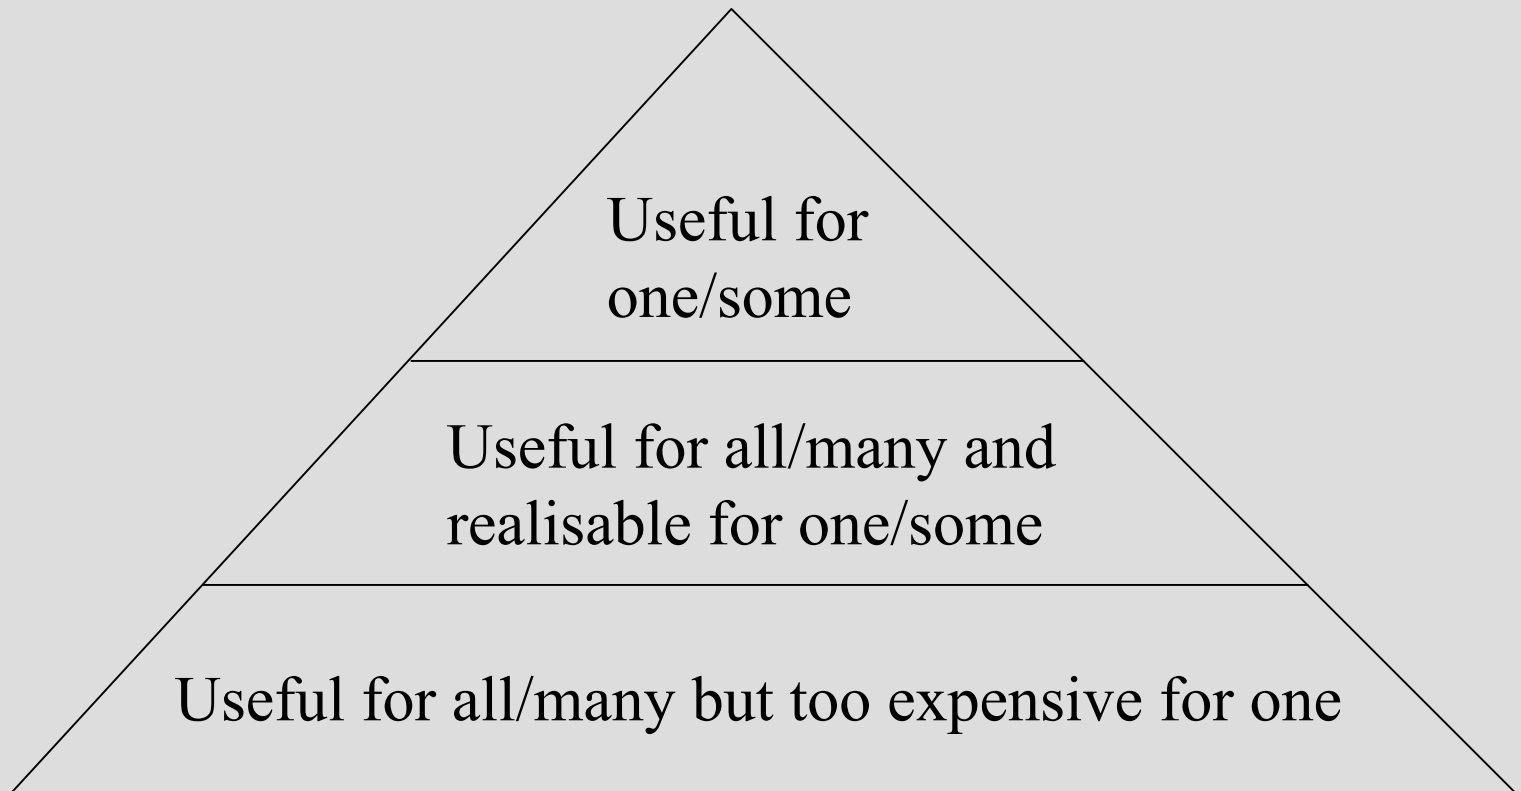 Useful for
one/some
Useful for all/many and
realisable for one/some
Useful for all/many but too expensive for one